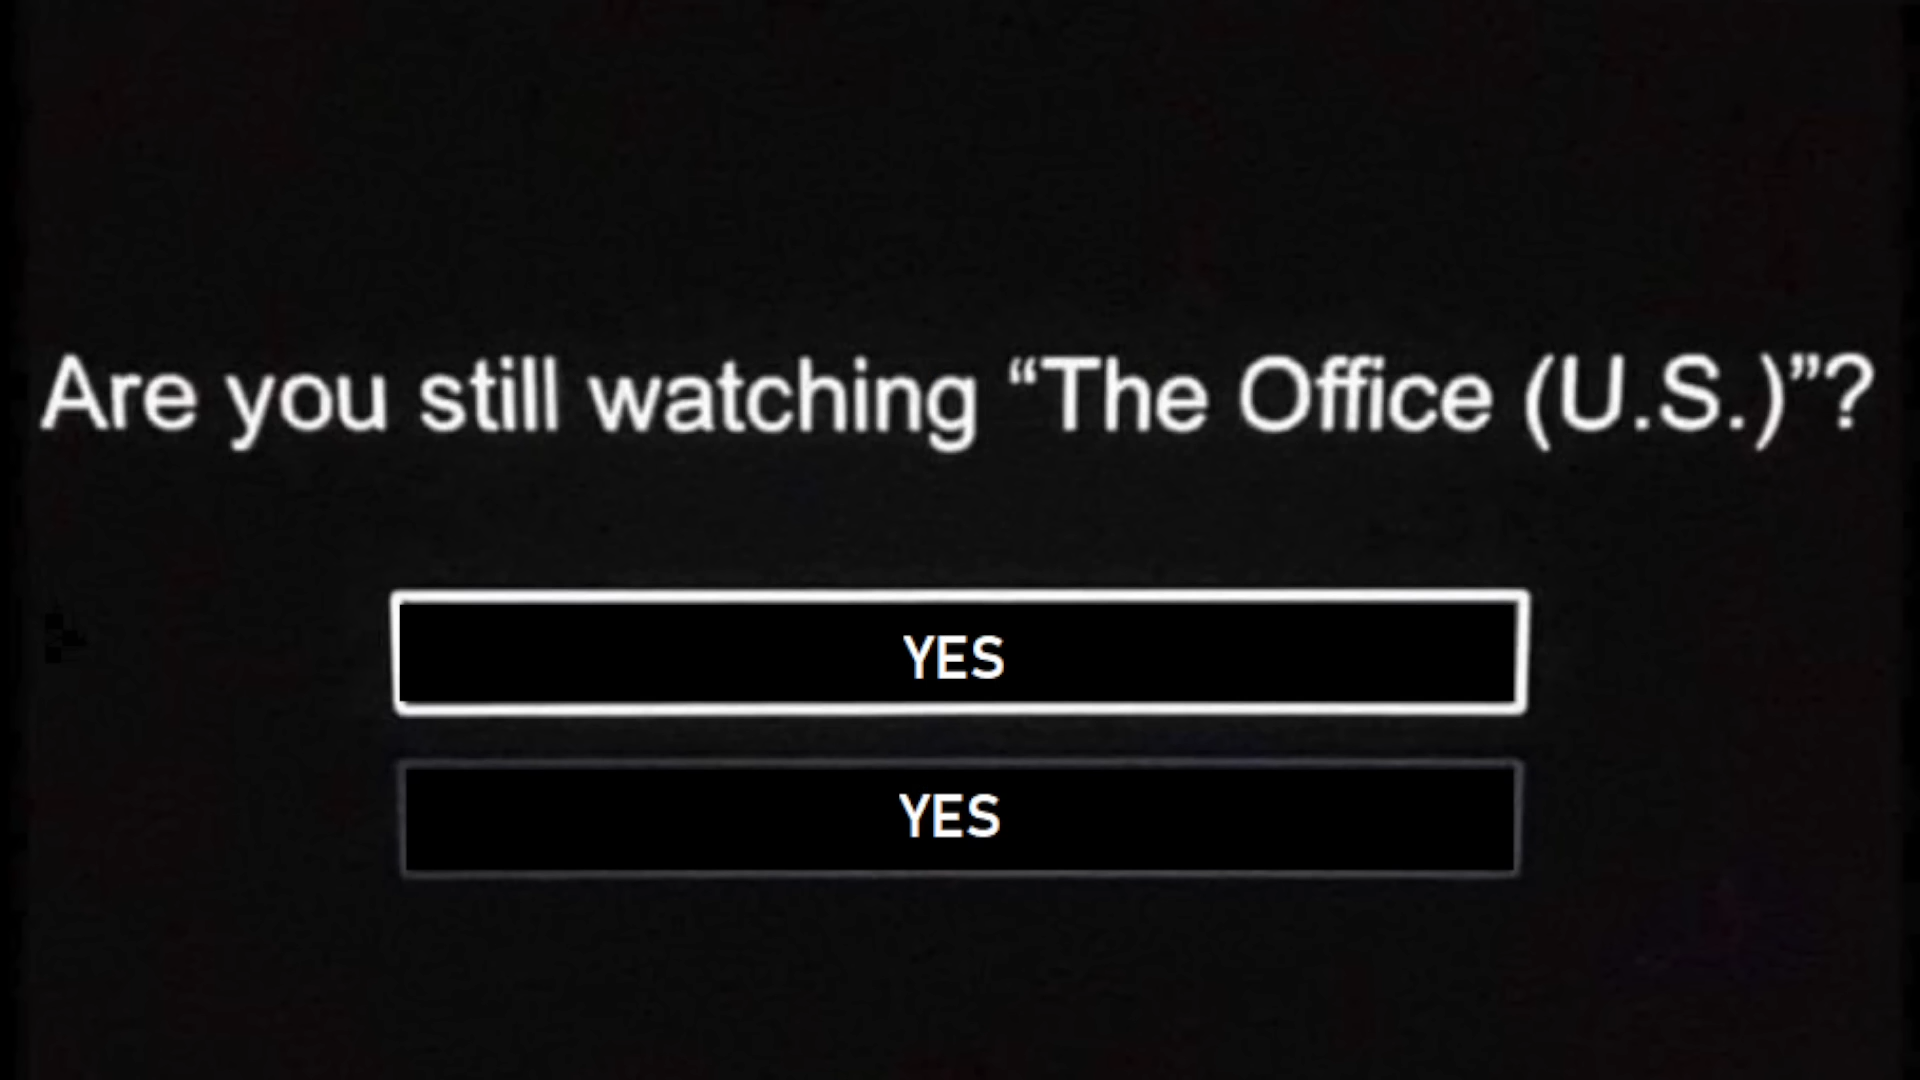 Are you still watching “The Office (U.S.)”?
YES
YES